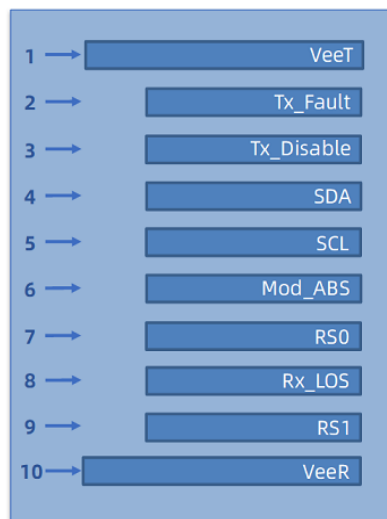 1 VeeT
2 Tx_Fault
3 Tx_Disable
4 SDA
5 SCL
6 Mod_ABS
7 RS0
8 Rx_LOS
9 RS1
10 VeeR